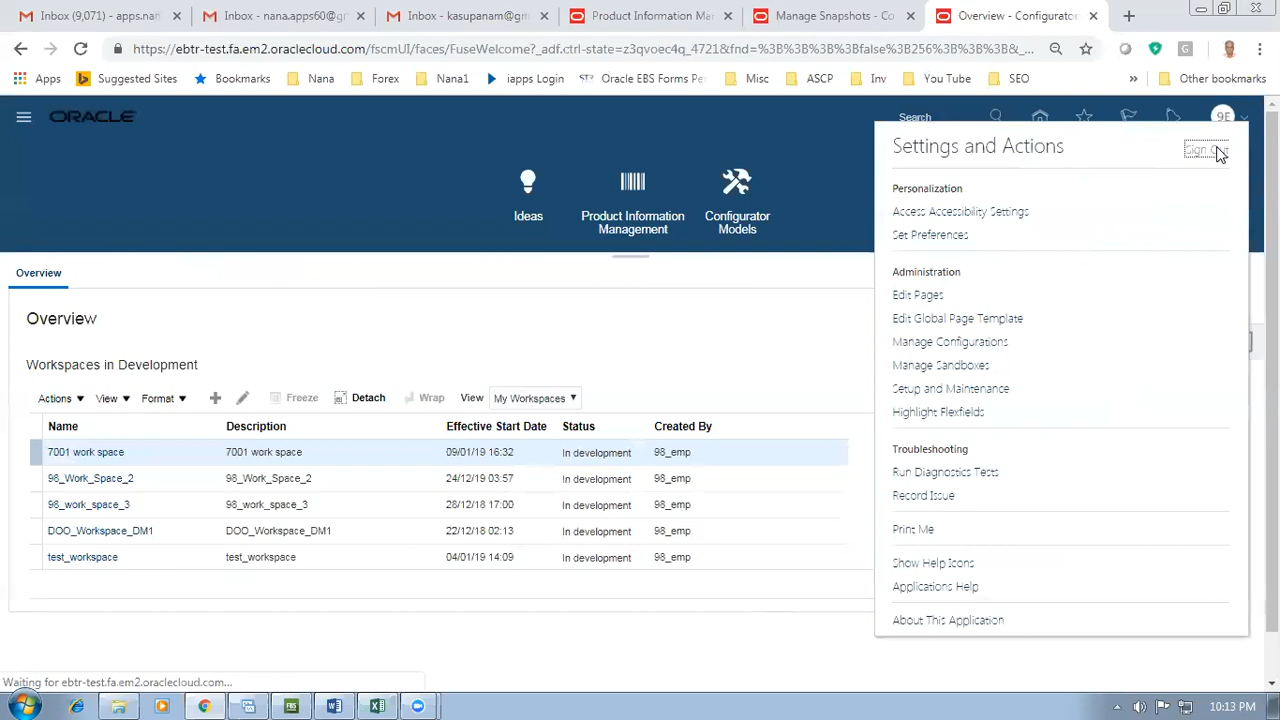 Inbox (9,071) - apps.nam
Inbox - nana.apps90@gr
Inbox - kasupanam@gm
Product Information M
Manage Snapshots - Co
Overview - Configurato
https://ebtr-test.fa.em2.oraclecloud.com/fscmUI/faces/FuseWelcome?_adf.ctrl-state=z3qvoec4q_4721&fnd=%3B%3B%3B%3Bfalse%3B256%3B%3B%3B&_...
Apps
Suggested Sites
Bookmarks
Nana
Forex
Nana1
iapps Login
Oracle EBS Forms Pe
Misc
ASCP
Inv
You Tube
SEO
»
Other bookmarks
ORACLE
Search
9E
Ideas
Product Information Management
Configurator Models
Settings and Actions
Personalization
Access Accessibility Settings
Set Preferences
Administration
Edit Pages
Edit Global Page Template
Manage Configurations
Manage Sandboxes
Setup and Maintenance
Highlight Flexfields
Troubleshooting
Run Diagnostics Tests
Record Issue
Print Me
Show Help Icons
Applications Help
About This Application
Overview
Overview
Workspaces in Development
Actions View Format Freeze Detach Wrap View My Workspaces
Name Description Effective Start Date Status Created By
7001 work space 7001 Work space 09/01/19 16:32 In development 98_emp
98_Work_Space_2 98_Work_Space_2 24/12/19 03:57 In development 98_emp
98_work_space_3 98_work_space_3 28/12/18 17:00 In development 98_emp
DOO_Workspace_DM1 DOO_Workspace_DM1 22/12/18 02:13 In development 98_emp
test_workspace test_workspace 04/01/19 14:09 In development 98_emp
Waiting for ebtr-test.fa.em2.oraclecloud.com...
10:13 PM